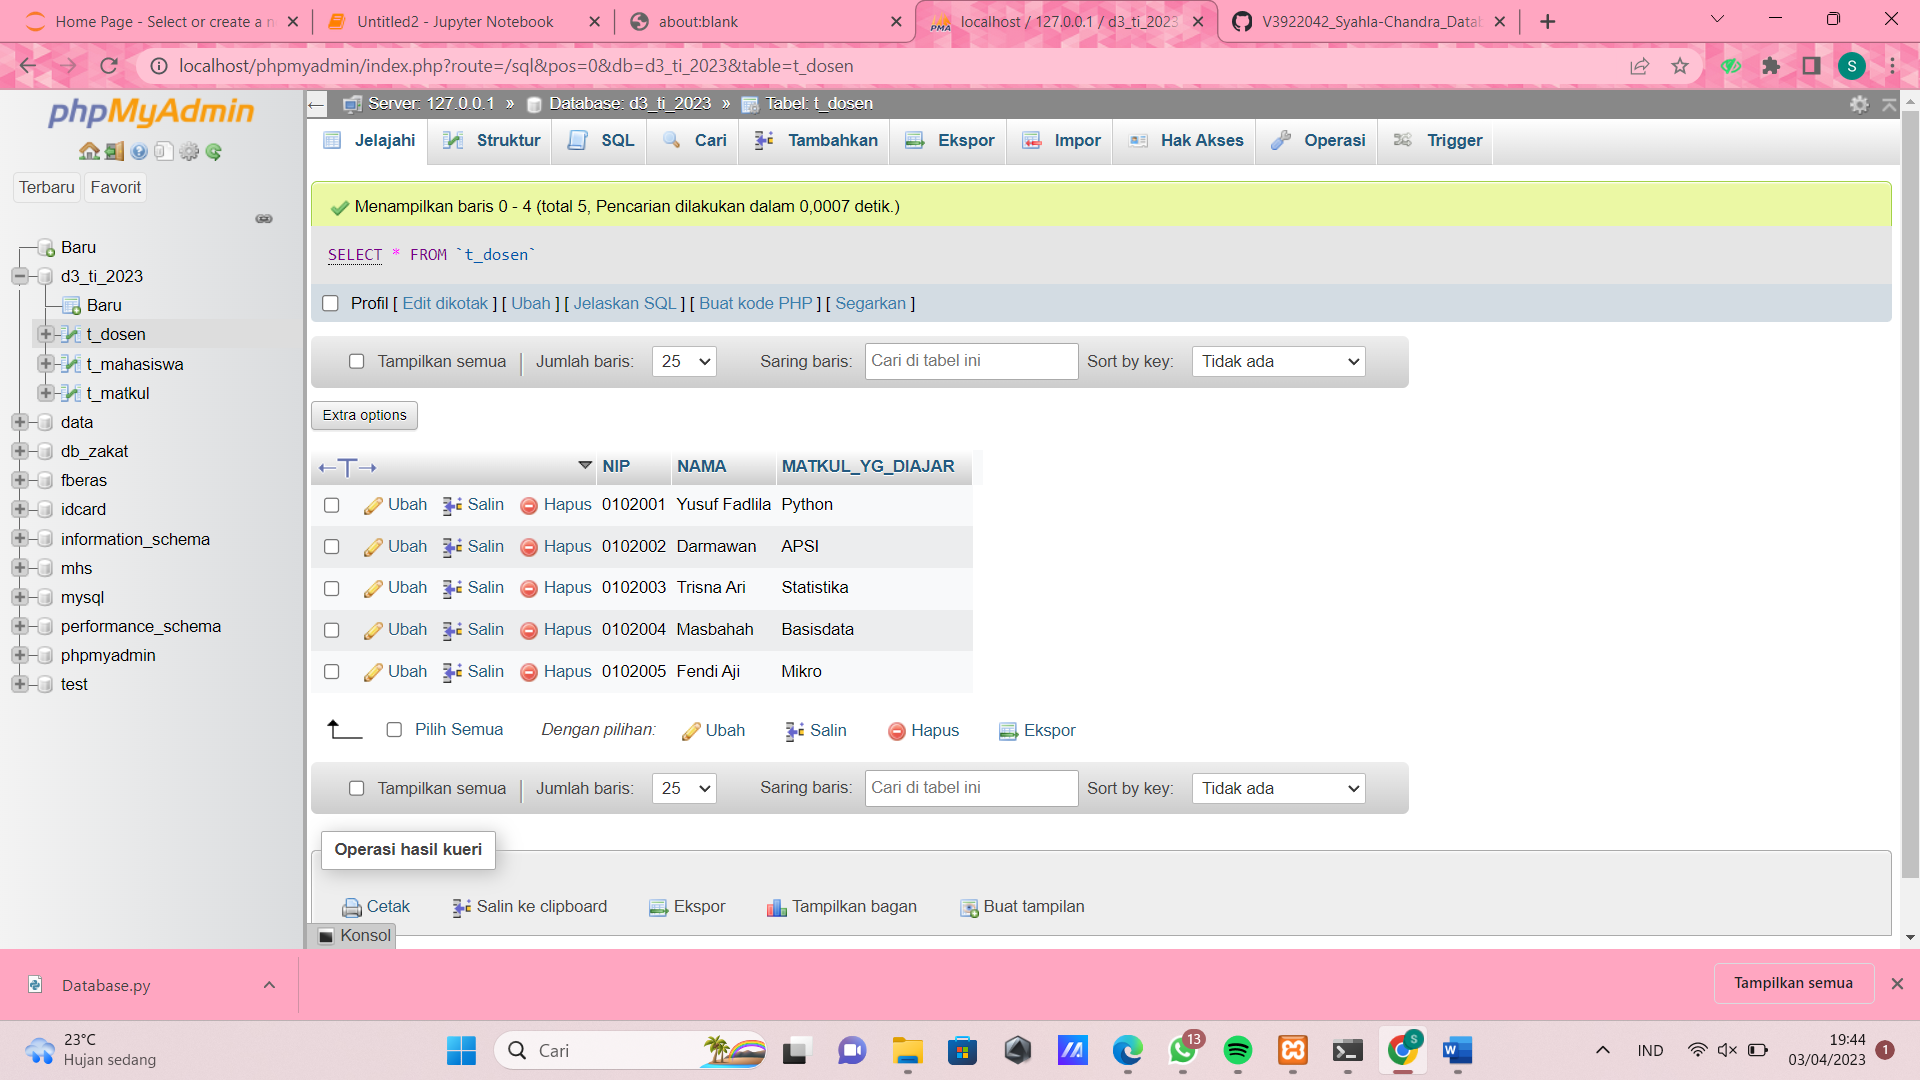 Home Page - Select or create a n
Untitled2 - Jupyter Notebook
about:blank
localhost / 127.0.0.1 / d3_ti_2023
V3922042_Syahla-Chandra_Datab
localhost/phpmyadmin/index.php?route=/sql&pos=0&db=d3_ti_2023&table=t_dosen
S
phpMyAdmin
Terbaru Favorit
Baru
d3_ti_2023
Baru
t_dosen
t_mahasiswa
t_matkul
data
db_zakat
fberas
idcard
information_schema
mhs
mysql
performance_schema
phpmyadmin
test
Server: 127.0.0.1 » Database: d3_ti_2023 » Tabel: t_dosen
Jelajahi Struktur SQL Cari Tambahkan Ekspor Impor Hak Akses Operasi Trigger
Menampilkan baris 0 - 4 (total 5, Pencarian dilakukan dalam 0,0007 detik.)
SELECT * FROM `t_dosen`
Profil [ Edit dikotak ] [ Ubah ] [ Jelaskan SQL ] [ Buat kode PHP ] [ Segarkan ]
Tampilkan semua Jumlah baris: 25 Saring baris: Cari di tabel ini Sort by key: Tidak ada
Extra options
NIP NAMA MATKUL_YG_DIAJAR
Ubah Salin Hapus 0102001 Yusuf Fadlila Python
Ubah Salin Hapus 0102002 Darmawan APSI
Ubah Salin Hapus 0102003 Trisna Ari Statistika
Ubah Salin Hapus 0102004 Masbahah Basisdata
Ubah Salin Hapus 0102005 Fendi Aji Mikro
Pilih Semua Dengan pilihan: Ubah Salin Hapus Ekspor
Tampilkan semua Jumlah baris: 25 Saring baris: Cari di tabel ini Sort by key: Tidak ada
Operasi hasil kueri
Cetak Salin ke clipboard Ekspor Tampilkan bagan Buat tampilan
Konsol
Database.py
Tampilkan semua
23°C
Hujan sedang
Cari
13
S
IND
19:44
03/04/2023
1